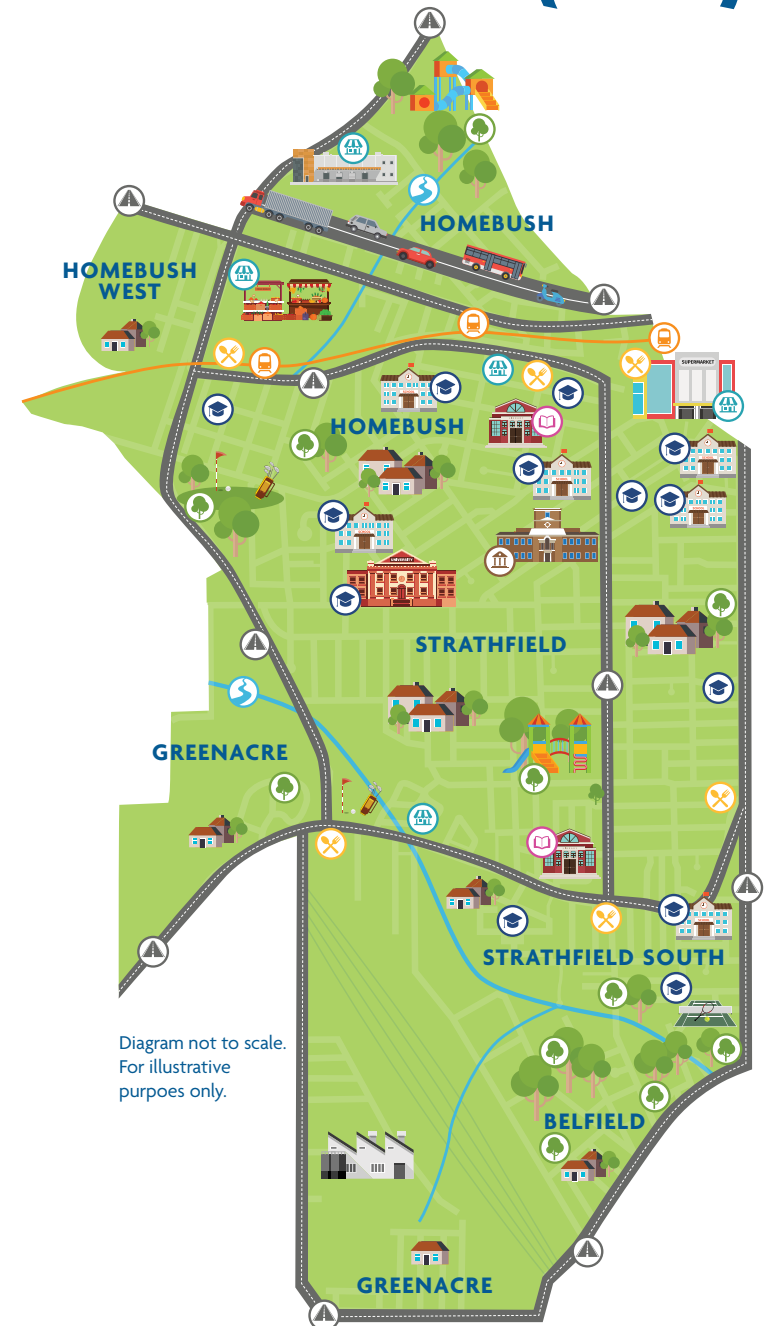 HOMEBUSH
HOMEBUSH
WEST
SUPERMARKET
HOMEBUSH
UNIVERSITY
STRATHFIELD
GREENACRE
STRATHFIELD SOUTH
Diagram not to scale.
For illustrative
purpoes only.
BELFIELD
GREENACRE